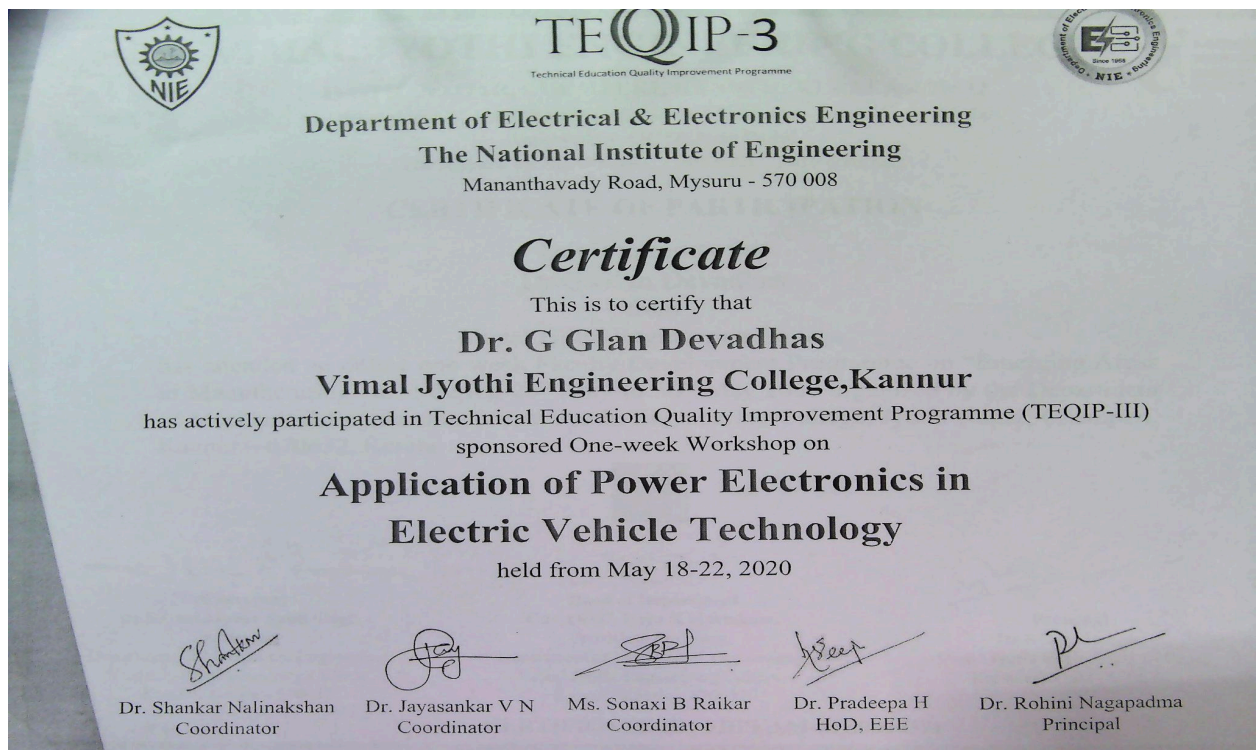 NIE
TEQIP-3
Technical Education Quality Improvement Programme
Since 1958
NIE
Department of Electrical & Electronics Engineering
The National Institute of Engineering
Mananthavady Road, Mysuru - 570 008
Certificate
This is to certify that
Dr. G Glan Devadhas
Vimal Jyothi Engineering College,Kannur
has actively participated in Technical Education Quality Improvement Programme (TEQIP-III)
sponsored One-week Workshop on
Application of Power Electronics in
Electric Vehicle Technology
held from May 18-22, 2020
Dr. Shankar Nalinakshan Dr. Jayasankar V N Ms. Sonaxi B Raikar Dr. Pradeepa H Dr. Rohini Nagapadma
Coordinator Coordinator Coordinator HoD, EEE Principal